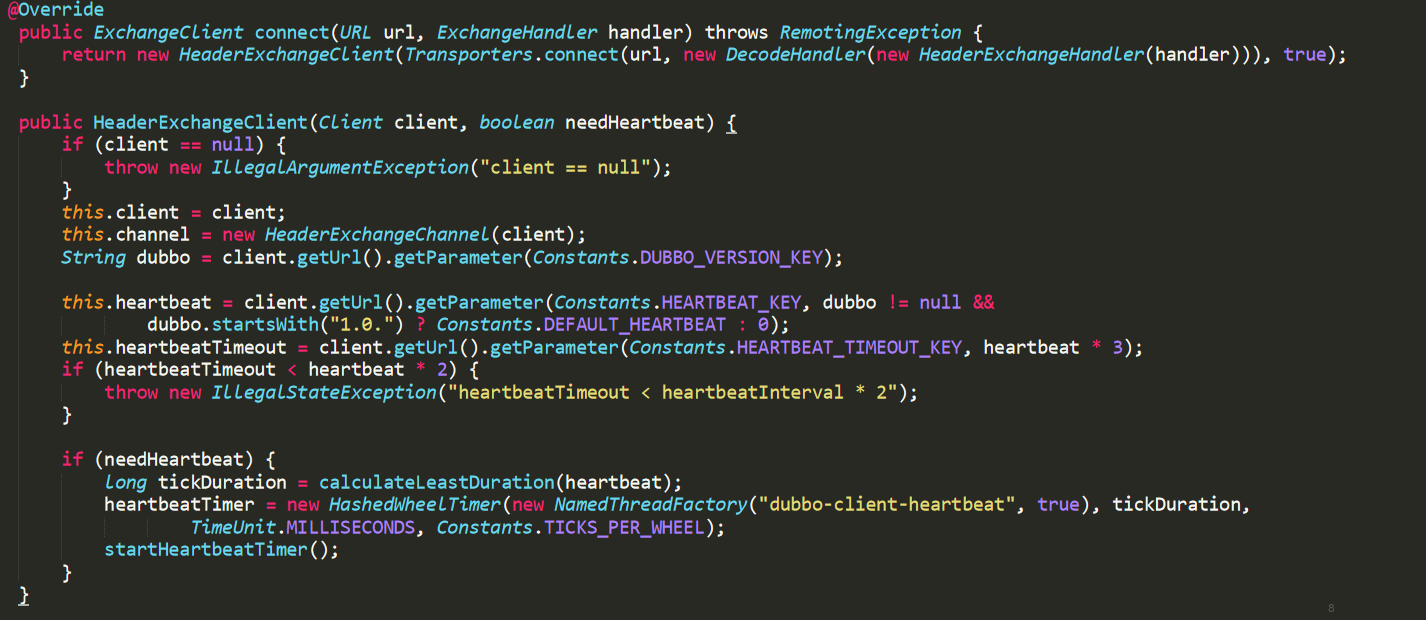 @Override
public ExchangeClient connect(URL url, ExchangeHandler handler) throws RemotingException {
    return new HeaderExchangeClient(Transporters.connect(url, new DecodeHandler(new HeaderExchangeHandler(handler))), true);
}

public HeaderExchangeClient(Client client, boolean needHeartbeat) {
    if (client == null) {
        throw new IllegalArgumentException("client == null");
    }
    this.client = client;
    this.channel = new HeaderExchangeChannel(client);
    String dubbo = client.getUrl().getParameter(Constants.DUBBO_VERSION_KEY);

    this.heartbeat = client.getUrl().getParameter(Constants.HEARTBEAT_KEY, dubbo != null &&
            dubbo.startsWith("1.0.") ? Constants.DEFAULT_HEARTBEAT : 0);
    this.heartbeatTimeout = client.getUrl().getParameter(Constants.HEARTBEAT_TIMEOUT_KEY, heartbeat * 3);
    if (heartbeatTimeout < heartbeat * 2) {
        throw new IllegalStateException("heartbeatTimeout < heartbeatInterval * 2");
    }

    if (needHeartbeat) {
        long tickDuration = calculateLeastDuration(heartbeat);
        heartbeatTimer = new HashedWheelTimer(new NamedThreadFactory("dubbo-client-heartbeat", true), tickDuration,
                TimeUnit.MILLISECONDS, Constants.TICKS_PER_WHEEL);
        startHeartbeatTimer();
    }
}
8